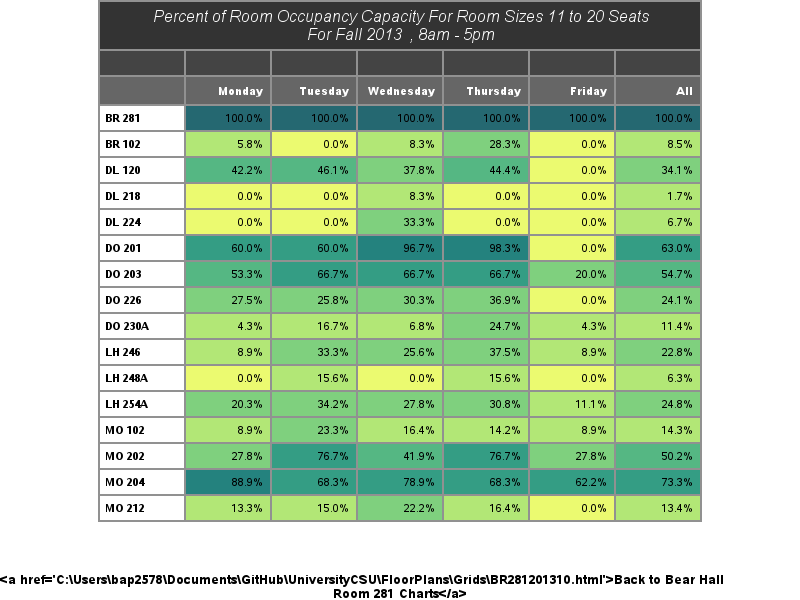 Percent of Room Occupancy Capacity For Room Sizes 11 to 20 Seats
For Fall 2013 , 8am - 5pm
Monday Tuesday Wednesday Thursday Friday All
BR 281 100.0% 100.0% 100.0% 100.0% 100.0% 100.0%
BR 102 5.8% 0.0% 8.3% 28.3% 0.0% 8.5%
DL 120 42.2% 46.1% 37.8% 44.4% 0.0% 34.1%
DL 218 0.0% 0.0% 8.3% 0.0% 0.0% 1.7%
DL 224 0.0% 0.0% 33.3% 0.0% 0.0% 6.7%
DO 201 60.0% 60.0% 96.7% 98.3% 0.0% 63.0%
DO 203 53.3% 66.7% 66.7% 66.7% 20.0% 54.7%
DO 226 27.5% 25.8% 30.3% 36.9% 0.0% 24.1%
DO 230A 4.3% 16.7% 6.8% 24.7% 4.3% 11.4%
LH 246 8.9% 33.3% 25.6% 37.5% 8.9% 22.8%
LH 248A 0.0% 15.6% 0.0% 15.6% 0.0% 6.3%
LH 254A 20.3% 34.2% 27.8% 30.8% 11.1% 24.8%
MO 102 8.9% 23.3% 16.4% 14.2% 8.9% 14.3%
MO 202 27.8% 76.7% 41.9% 76.7% 27.8% 50.2%
MO 204 88.9% 68.3% 78.9% 68.3% 62.2% 73.3%
MO 212 13.3% 15.0% 22.2% 16.4% 0.0% 13.4%
<a href='C:\Users\bap2578\Documents\GitHub\UniversityCSU\FloorPlans\Grids\BR281201310.html'>Back to Bear Hall
Room 281 Charts</a>